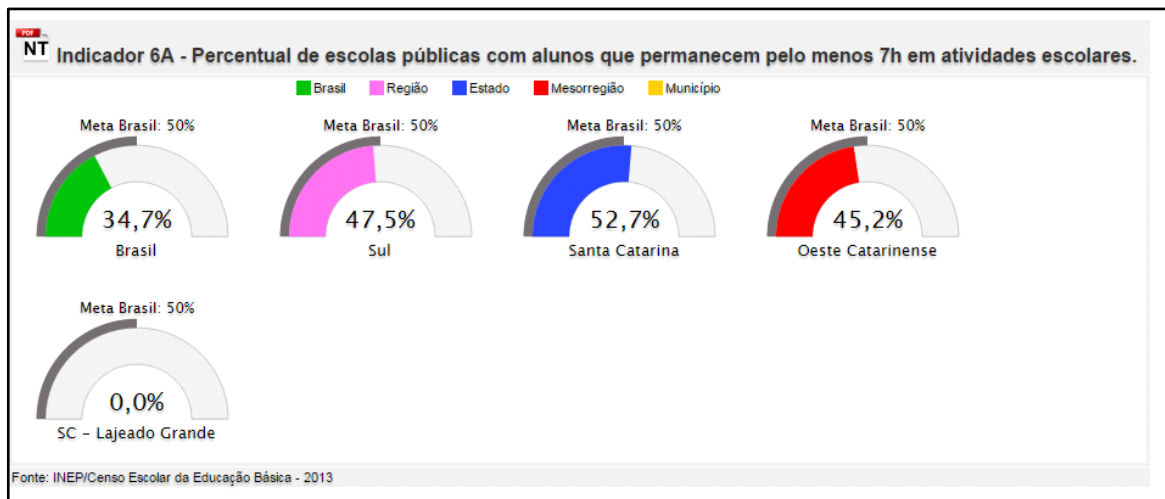 PDF
NT
Indicador 6A - Percentual de escolas públicas com alunos que permanecem pelo menos 7h em atividades escolares.
Brasil Região Estado Mesorregião Município
Meta Brasil: 50% Meta Brasil: 50% Meta Brasil: 50% Meta Brasil: 50%
34,7% 47,5% 52,7% 45,2%
Brasil Sul Santa Catarina Oeste Catarinense
Meta Brasil: 50%
0,0%
SC – Lajeado Grande
Fonte: INEP/Censo Escolar da Educação Básica - 2013